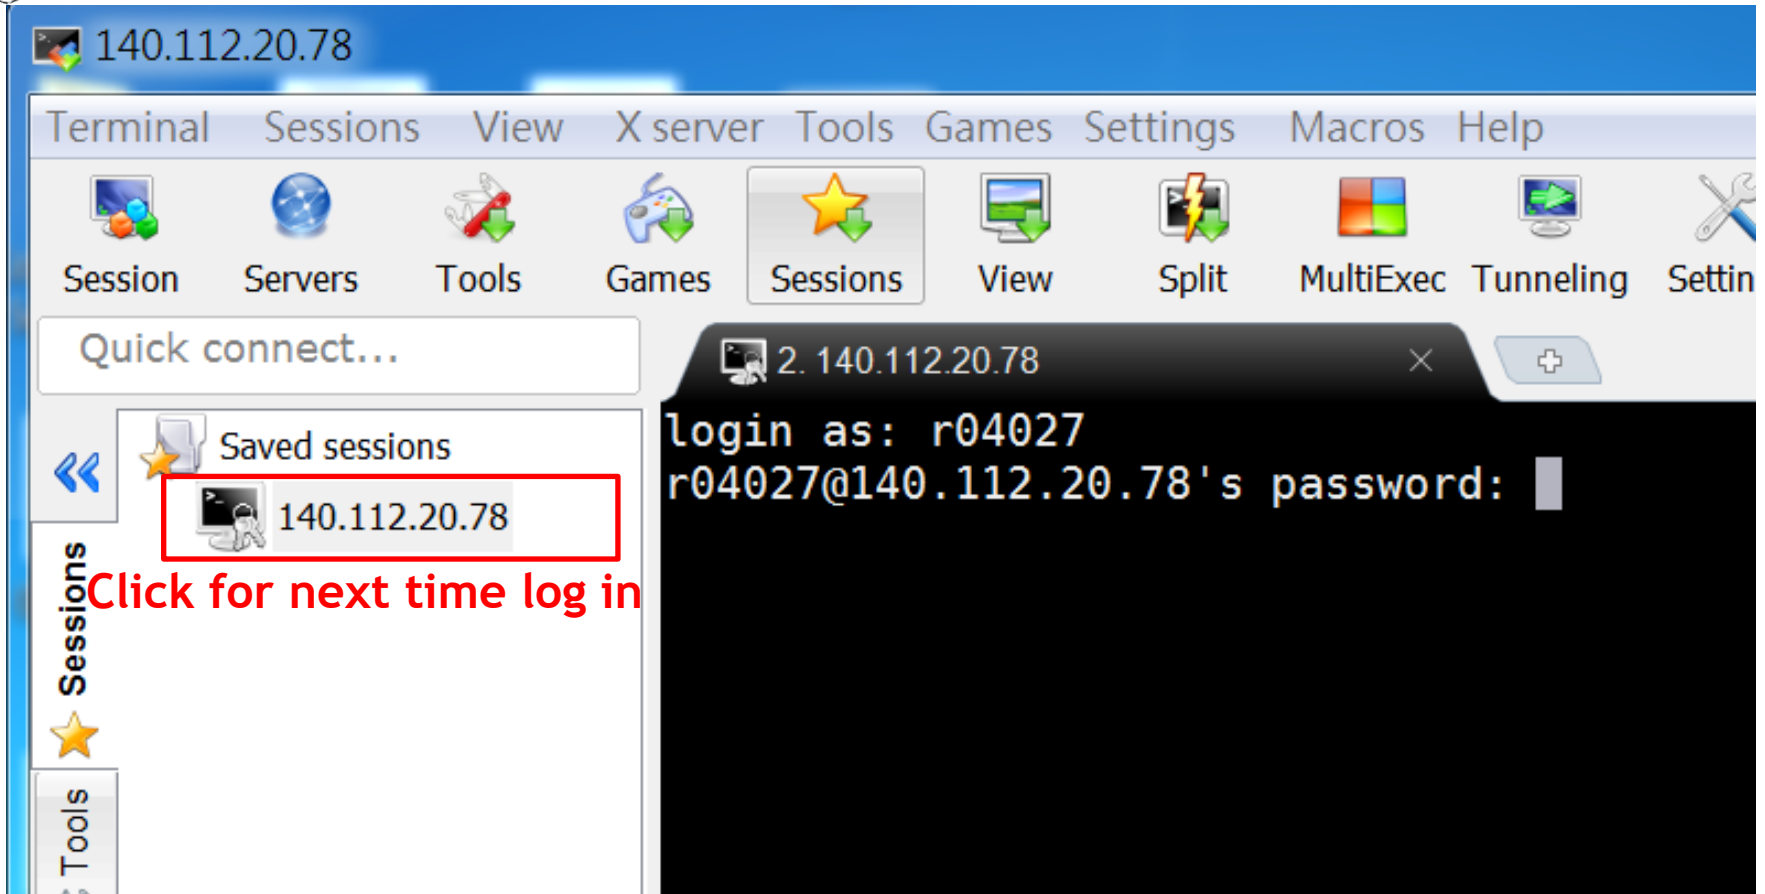 140.112.20.78
Terminal Sessions View X server Tools Games Settings Macros Help
Session Servers Tools Games Sessions View Split MultiExec Tunneling Settin
Quick connect...
2. 140.112.20.78
Saved sessions
140.112.20.78
Click for next time log in
Sessions
Tools
login as: r04027
r04027@140.112.20.78's password: